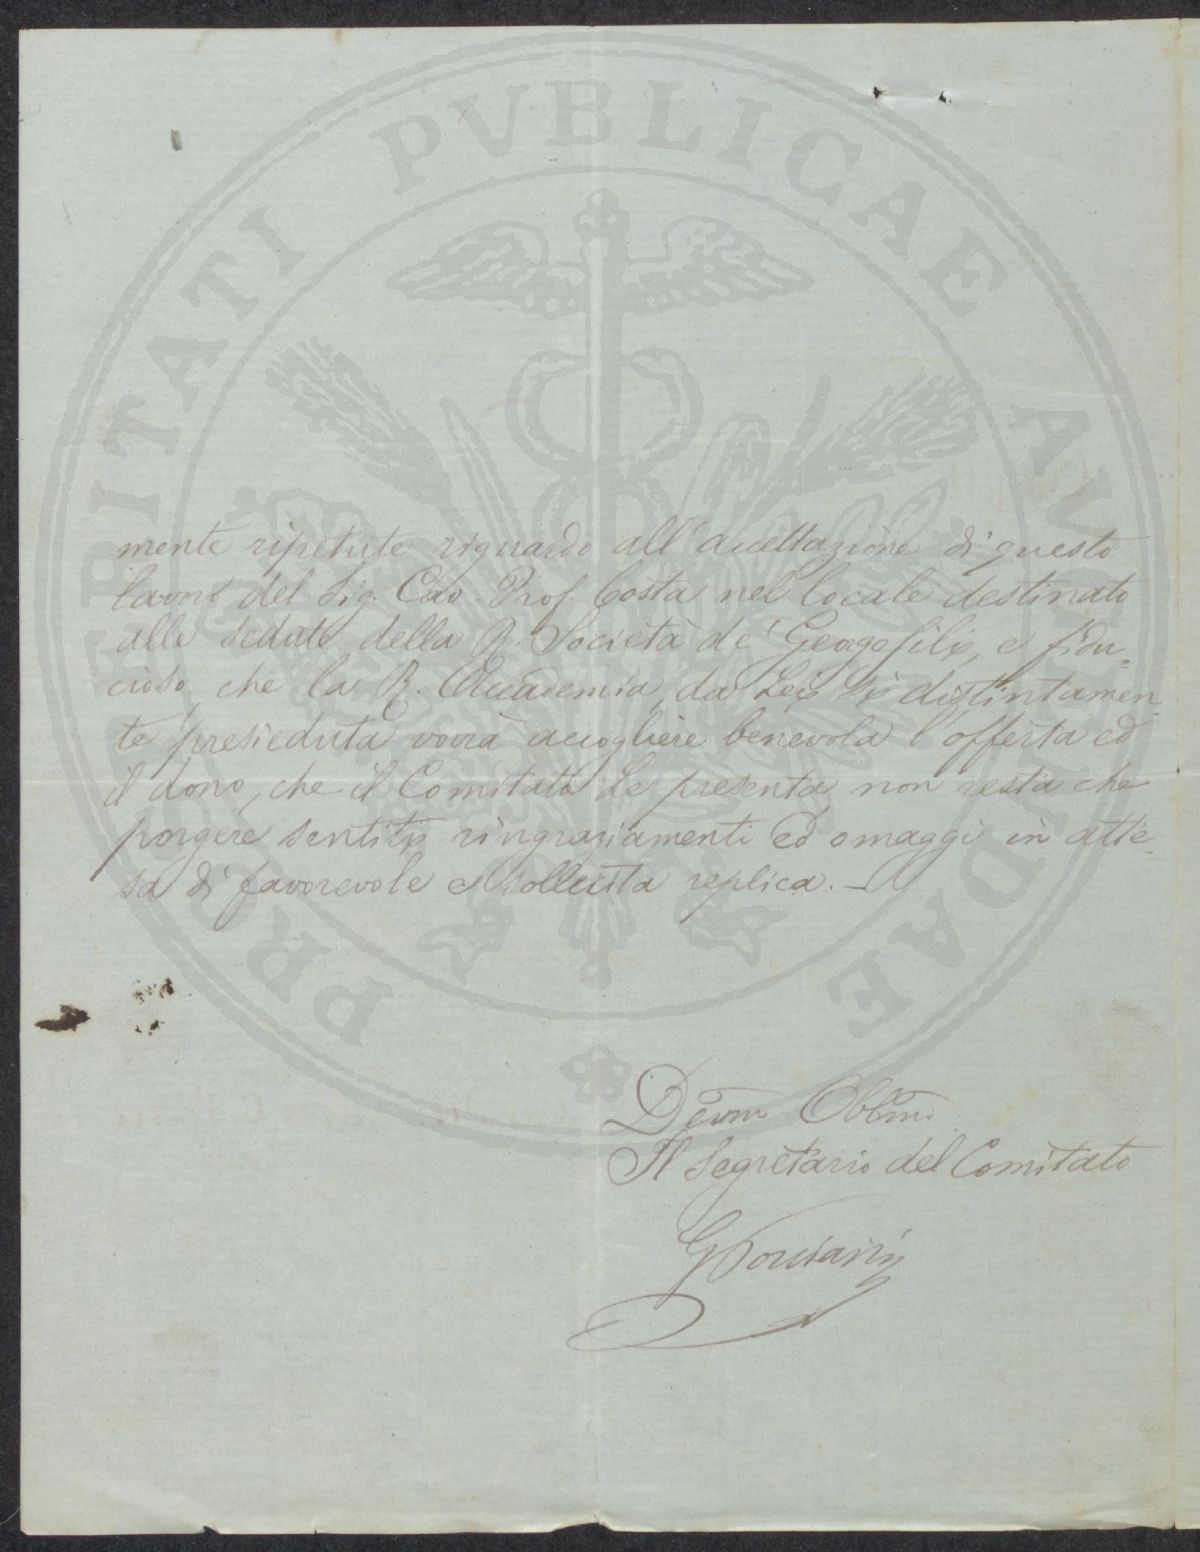 PROSPERITATI PVBLICAE AVGENDAE
mente ripetute riguardo all'accettazione di questo
lavoro del Sig. Cav. Prof. Costa nel locale destinato
alle sedute della R. Società de' Georgofili, e fidu-
cioso che la R. Accademia, da Lei sì distintamen-
te presieduta vorrà accogliere benevola l'offerta ed
il dono, che il Comitato Le presenta, non resta che
porgere sentiti ringraziamenti ed omaggi in atte-
sa di favorevole e sollecita replica. —
Devmo Obbmo
Il Segretario del Comitato